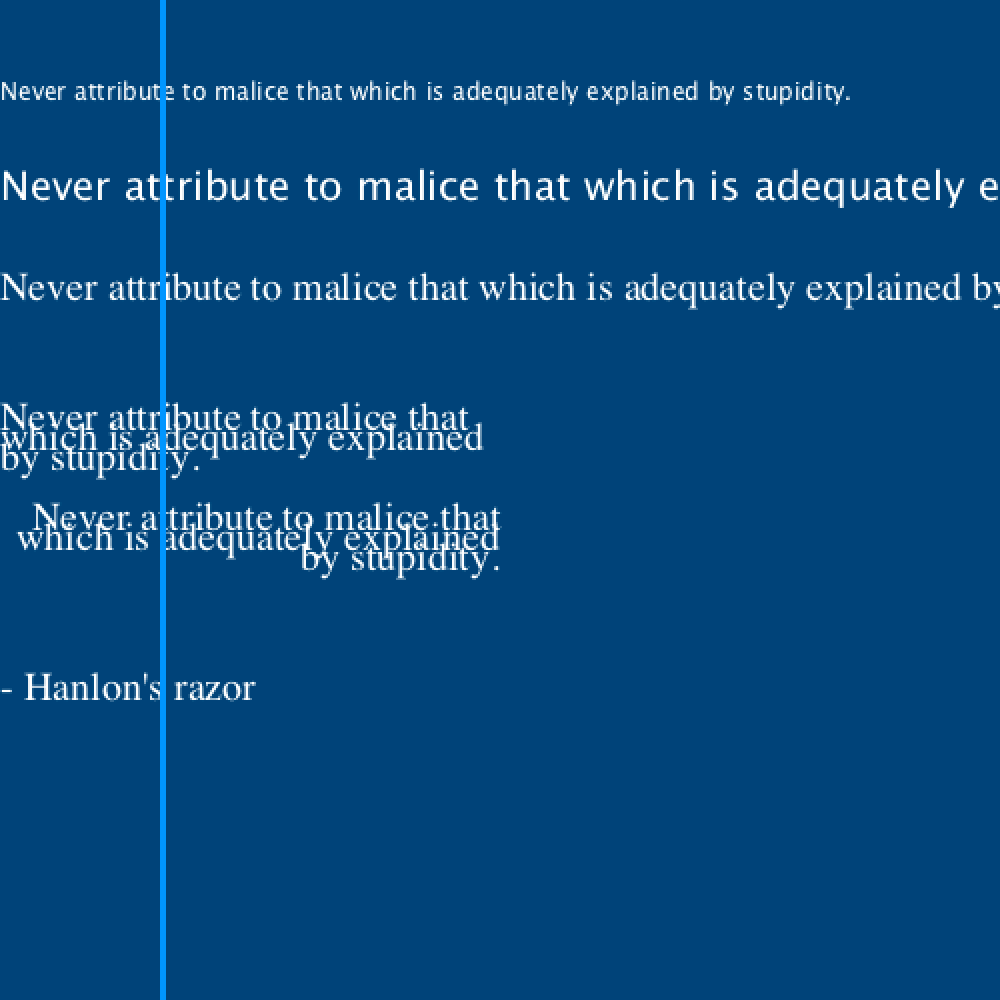 Never attribute to malice that which is adequately explained by stupidity.
Never attribute to malice that which is adequately e
Never attribute to malice that which is adequately explained by
Never attribute to malice that
which is adequately explained
by stupidity.
Never attribute to malice that
which is adequately explained
by stupidity.
- Hanlon's razor